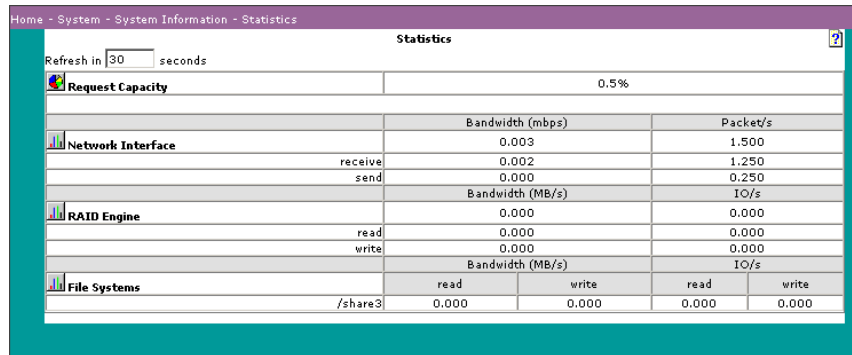 Home - System - System Information - Statistics
Statistics ?
Refresh in 30 seconds
Request Capacity 0.5%
Bandwidth (mbps) Packet/s
Network Interface 0.003 1.500
receive 0.002 1.250
send 0.000 0.250
Bandwidth (MB/s) IO/s
RAID Engine 0.000 0.000
read 0.000 0.000
write 0.000 0.000
Bandwidth (MB/s) IO/s
File Systems read write read write
/share3 0.000 0.000 0.000 0.000